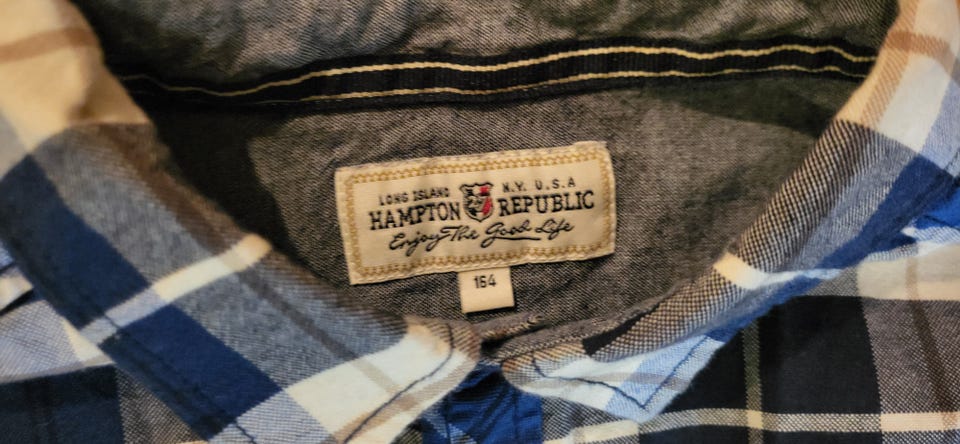 LONG ISLAND N.Y. U.S.A
HAMPTON REPUBLIC
Enjoy The Good Life
164